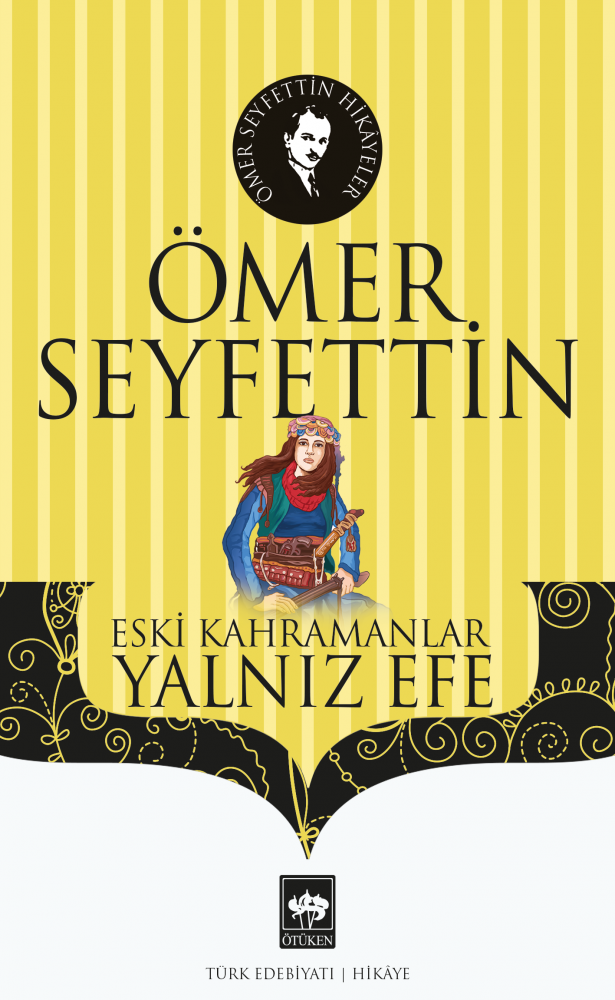 ÖMER SEYFETTİN HİKÂYELER
ÖMER
SEYFETTİN
ESKİ KAHRAMANLAR
YALNIZ EFE
ÖTÜKEN
TÜRK EDEBİYATI | HİKÂYE